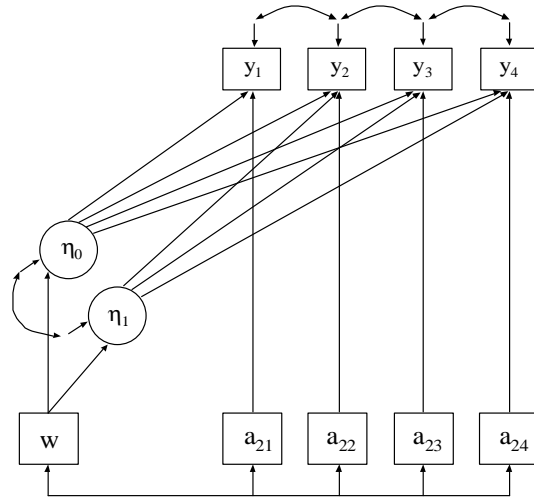 y₁ y₂ y₃ y₄
η₀
η₁
w a₂₁ a₂₂ a₂₃ a₂₄